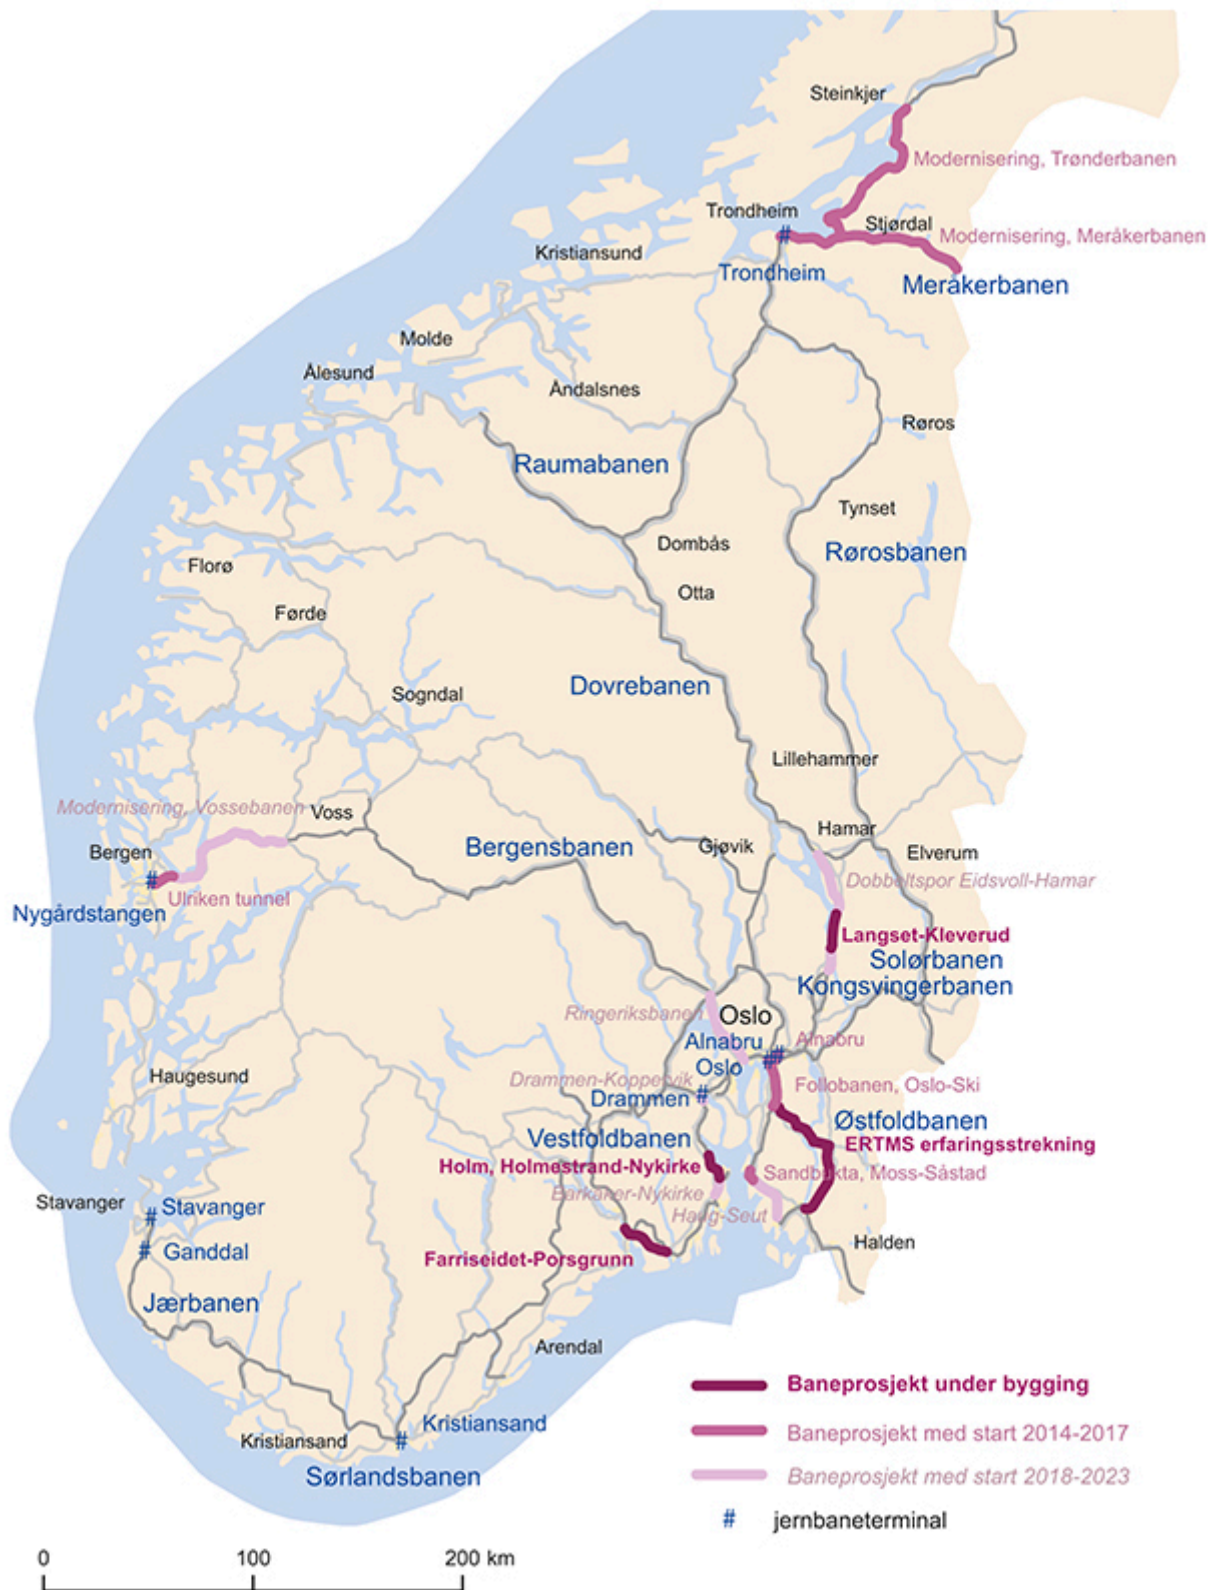 Steinkjer
Modernisering, Trønderbanen
Trondheim
Stjørdal
Modernisering, Meråkerbanen
Kristiansund
#
Trondheim
Meråkerbanen
Molde
Ålesund
Åndalsnes
Røros
Raumabanen
Tynset
Dombås
Rørosbanen
Florø
Otta
Førde
Dovrebanen
Sogndal
Lillehammer
Modernisering, Vossebanen
Voss
Hamar
Bergensbanen
Gjøvik
Bergen
Elverum
#
Dobbeltspor Eidsvoll-Hamar
Ulriken tunnel
Nygårdstangen
Langset-Kleverud
Solørbanen
Kongsvingerbanen
Ringeriksbanen
Oslo
Alnabru
Alnabru
##
Oslo
Haugesund
Drammen-Koppervik
Follobanen, Oslo-Ski
Drammen #
Østfoldbanen
Vestfoldbanen
ERTMS erfaringsstrekning
Holm, Holmestrand-Nykirke
Sandbukta, Moss-Såstad
Barkåker-Nykirke
Stavanger
# Stavanger
Haug-Seut
Halden
# Ganddal
Farriseidet-Porsgrunn
Jærbanen
Arendal
Baneprosjekt under bygging
Kristiansand
Baneprosjekt med start 2014-2017
Kristiansand #
Sørlandsbanen
Baneprosjekt med start 2018-2023
# jernbaneterminal
0 100 200 km